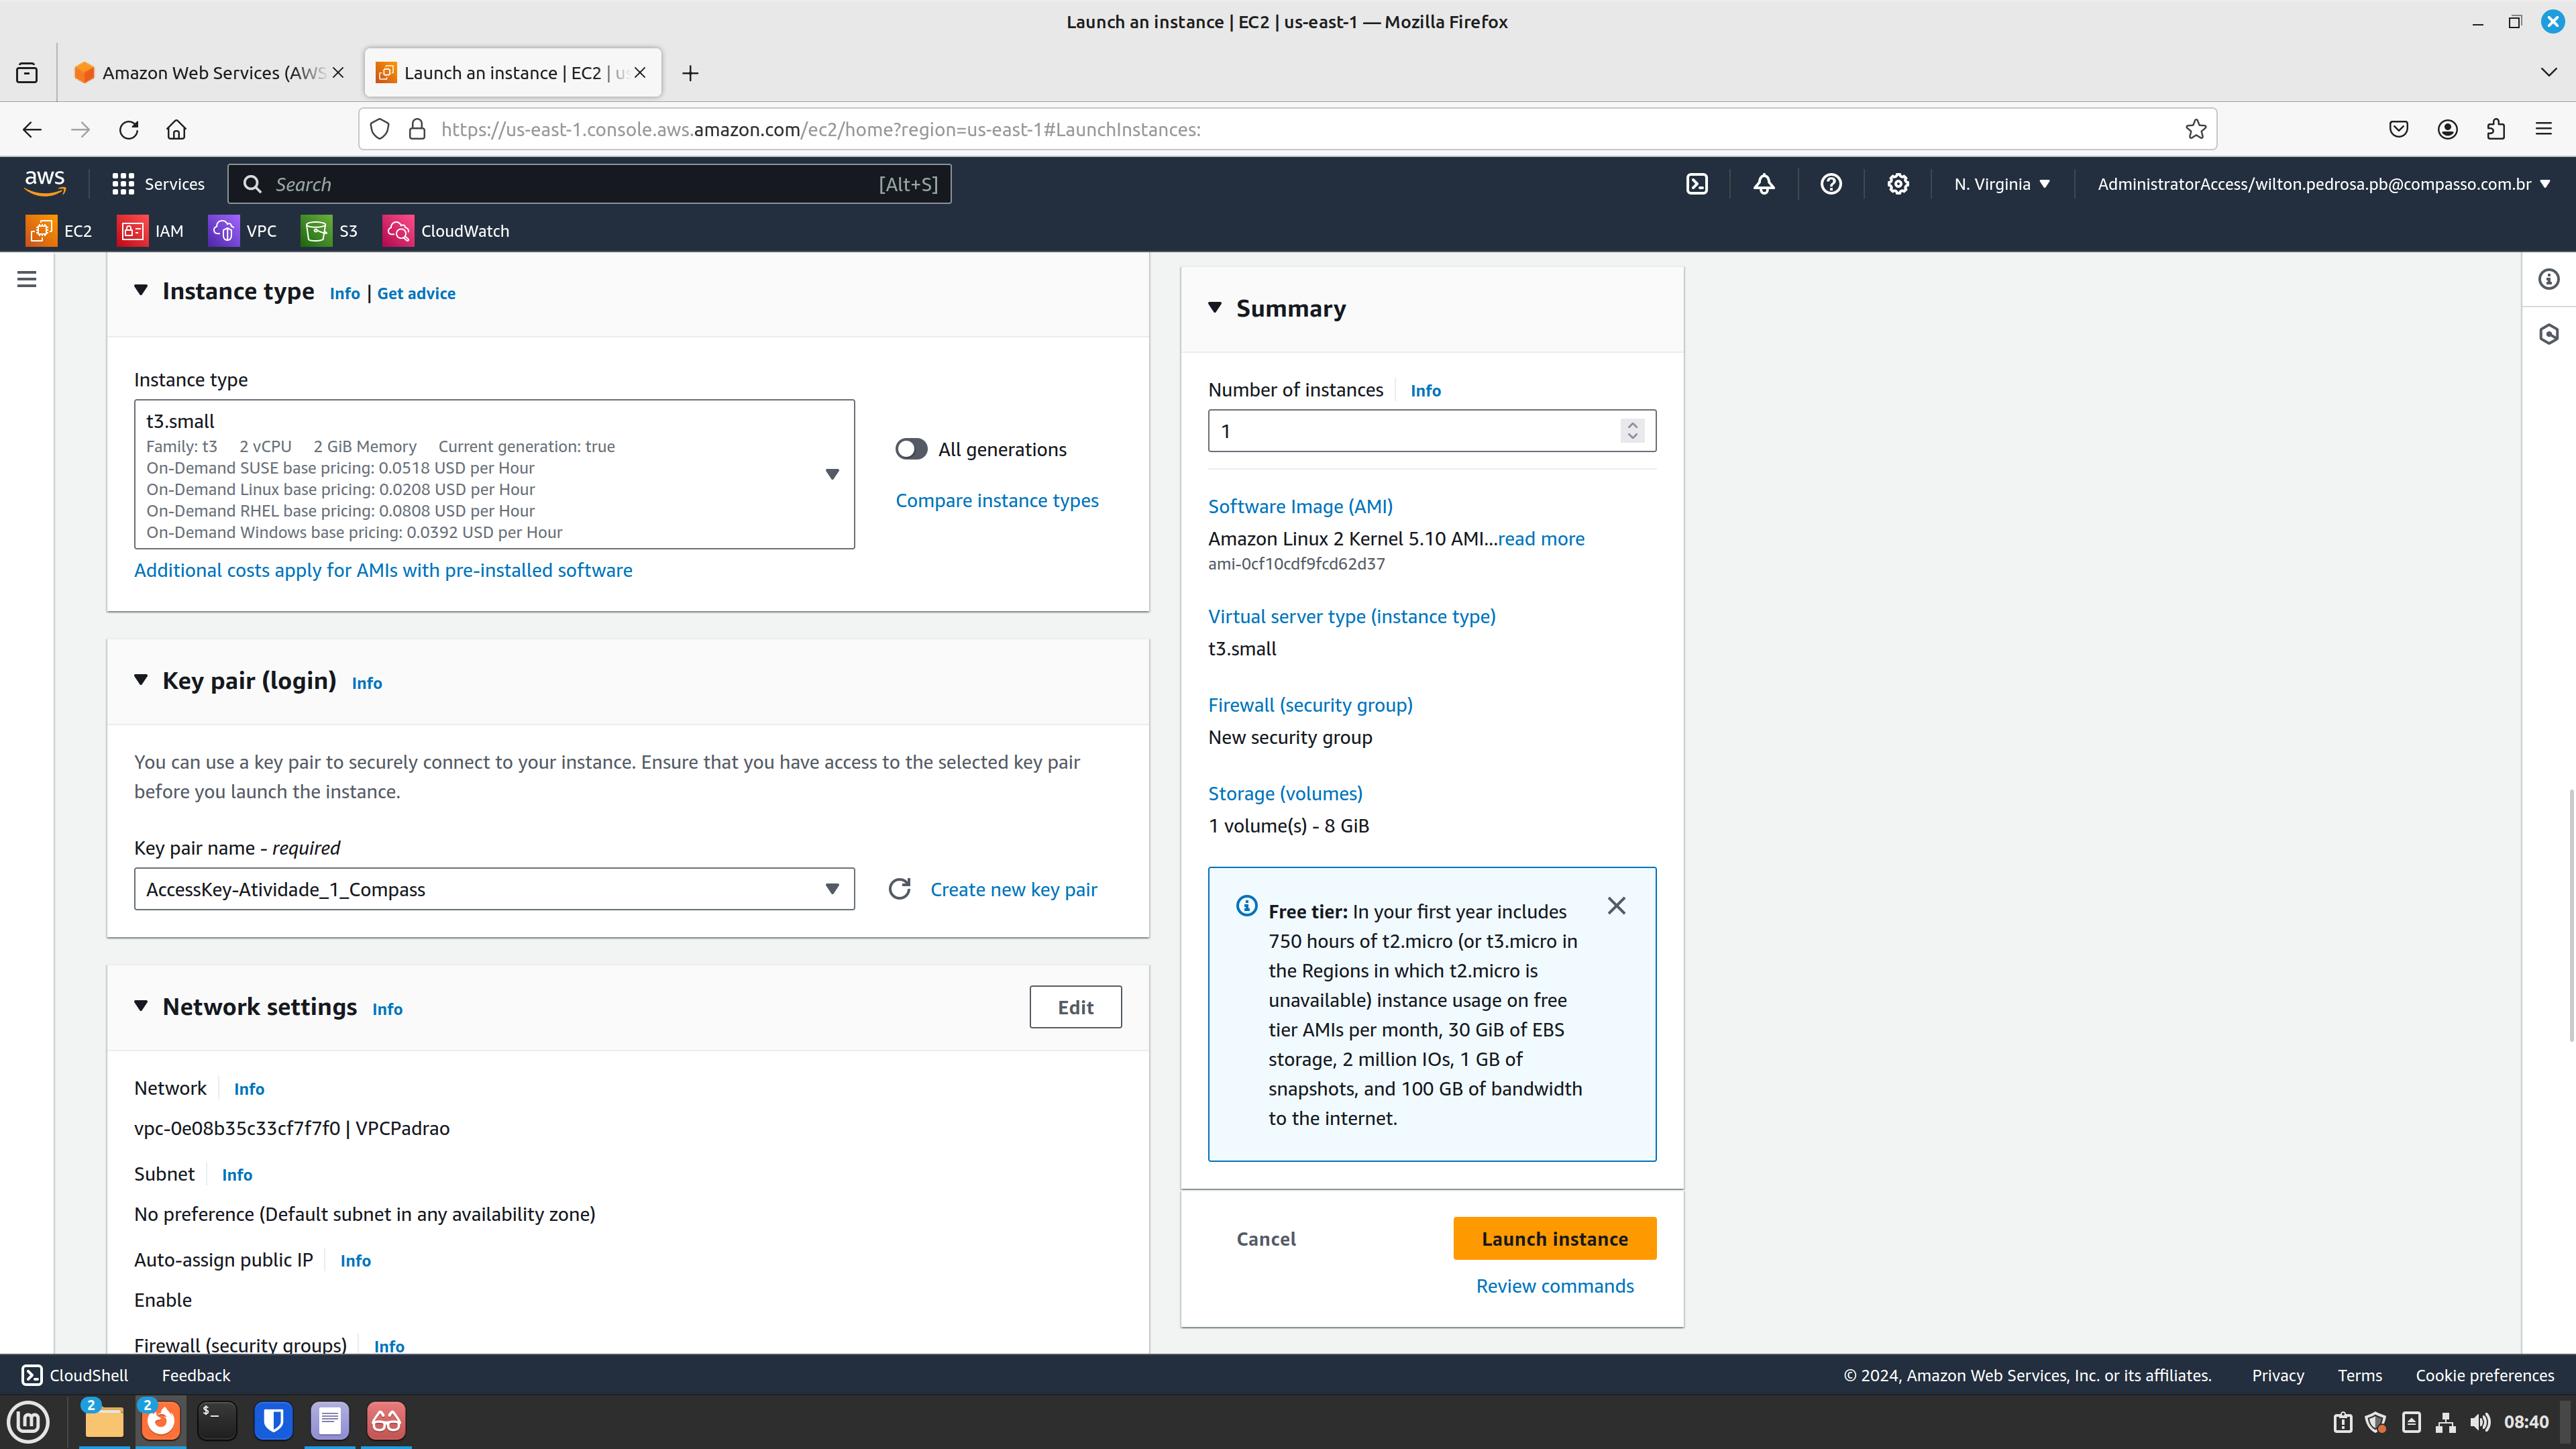 Launch an instance | EC2 | us-east-1 — Mozilla Firefox
Amazon Web Services (AWS
Launch an instance | EC2 | us
https://us-east-1.console.aws.amazon.com/ec2/home?region=us-east-1#LaunchInstances:
aws
Services
Search
[Alt+S]
N. Virginia
AdministratorAccess/wilton.pedrosa.pb@compasso.com.br
EC2
IAM
VPC
S3
CloudWatch
Instance type Info | Get advice
Instance type
t3.small
Family: t3 2 vCPU 2 GiB Memory Current generation: true
On-Demand SUSE base pricing: 0.0518 USD per Hour
On-Demand Linux base pricing: 0.0208 USD per Hour
On-Demand RHEL base pricing: 0.0808 USD per Hour
On-Demand Windows base pricing: 0.0392 USD per Hour
All generations
Compare instance types
Additional costs apply for AMIs with pre-installed software
Key pair (login) Info
You can use a key pair to securely connect to your instance. Ensure that you have access to the selected key pair
before you launch the instance.
Key pair name - required
AccessKey-Atividade_1_Compass
Create new key pair
Network settings Info
Edit
Network Info
vpc-0e08b35c33cf7f7f0 | VPCPadrao
Subnet Info
No preference (Default subnet in any availability zone)
Auto-assign public IP Info
Enable
Firewall (security groups) Info
Summary
Number of instances Info
1
Software Image (AMI)
Amazon Linux 2 Kernel 5.10 AMI...read more
ami-0cf10cdf9fcd62d37
Virtual server type (instance type)
t3.small
Firewall (security group)
New security group
Storage (volumes)
1 volume(s) - 8 GiB
Free tier: In your first year includes
750 hours of t2.micro (or t3.micro in
the Regions in which t2.micro is
unavailable) instance usage on free
tier AMIs per month, 30 GiB of EBS
storage, 2 million IOs, 1 GB of
snapshots, and 100 GB of bandwidth
to the internet.
Cancel
Launch instance
Review commands
CloudShell
Feedback
© 2024, Amazon Web Services, Inc. or its affiliates.
Privacy
Terms
Cookie preferences
2
2
$_
08:40